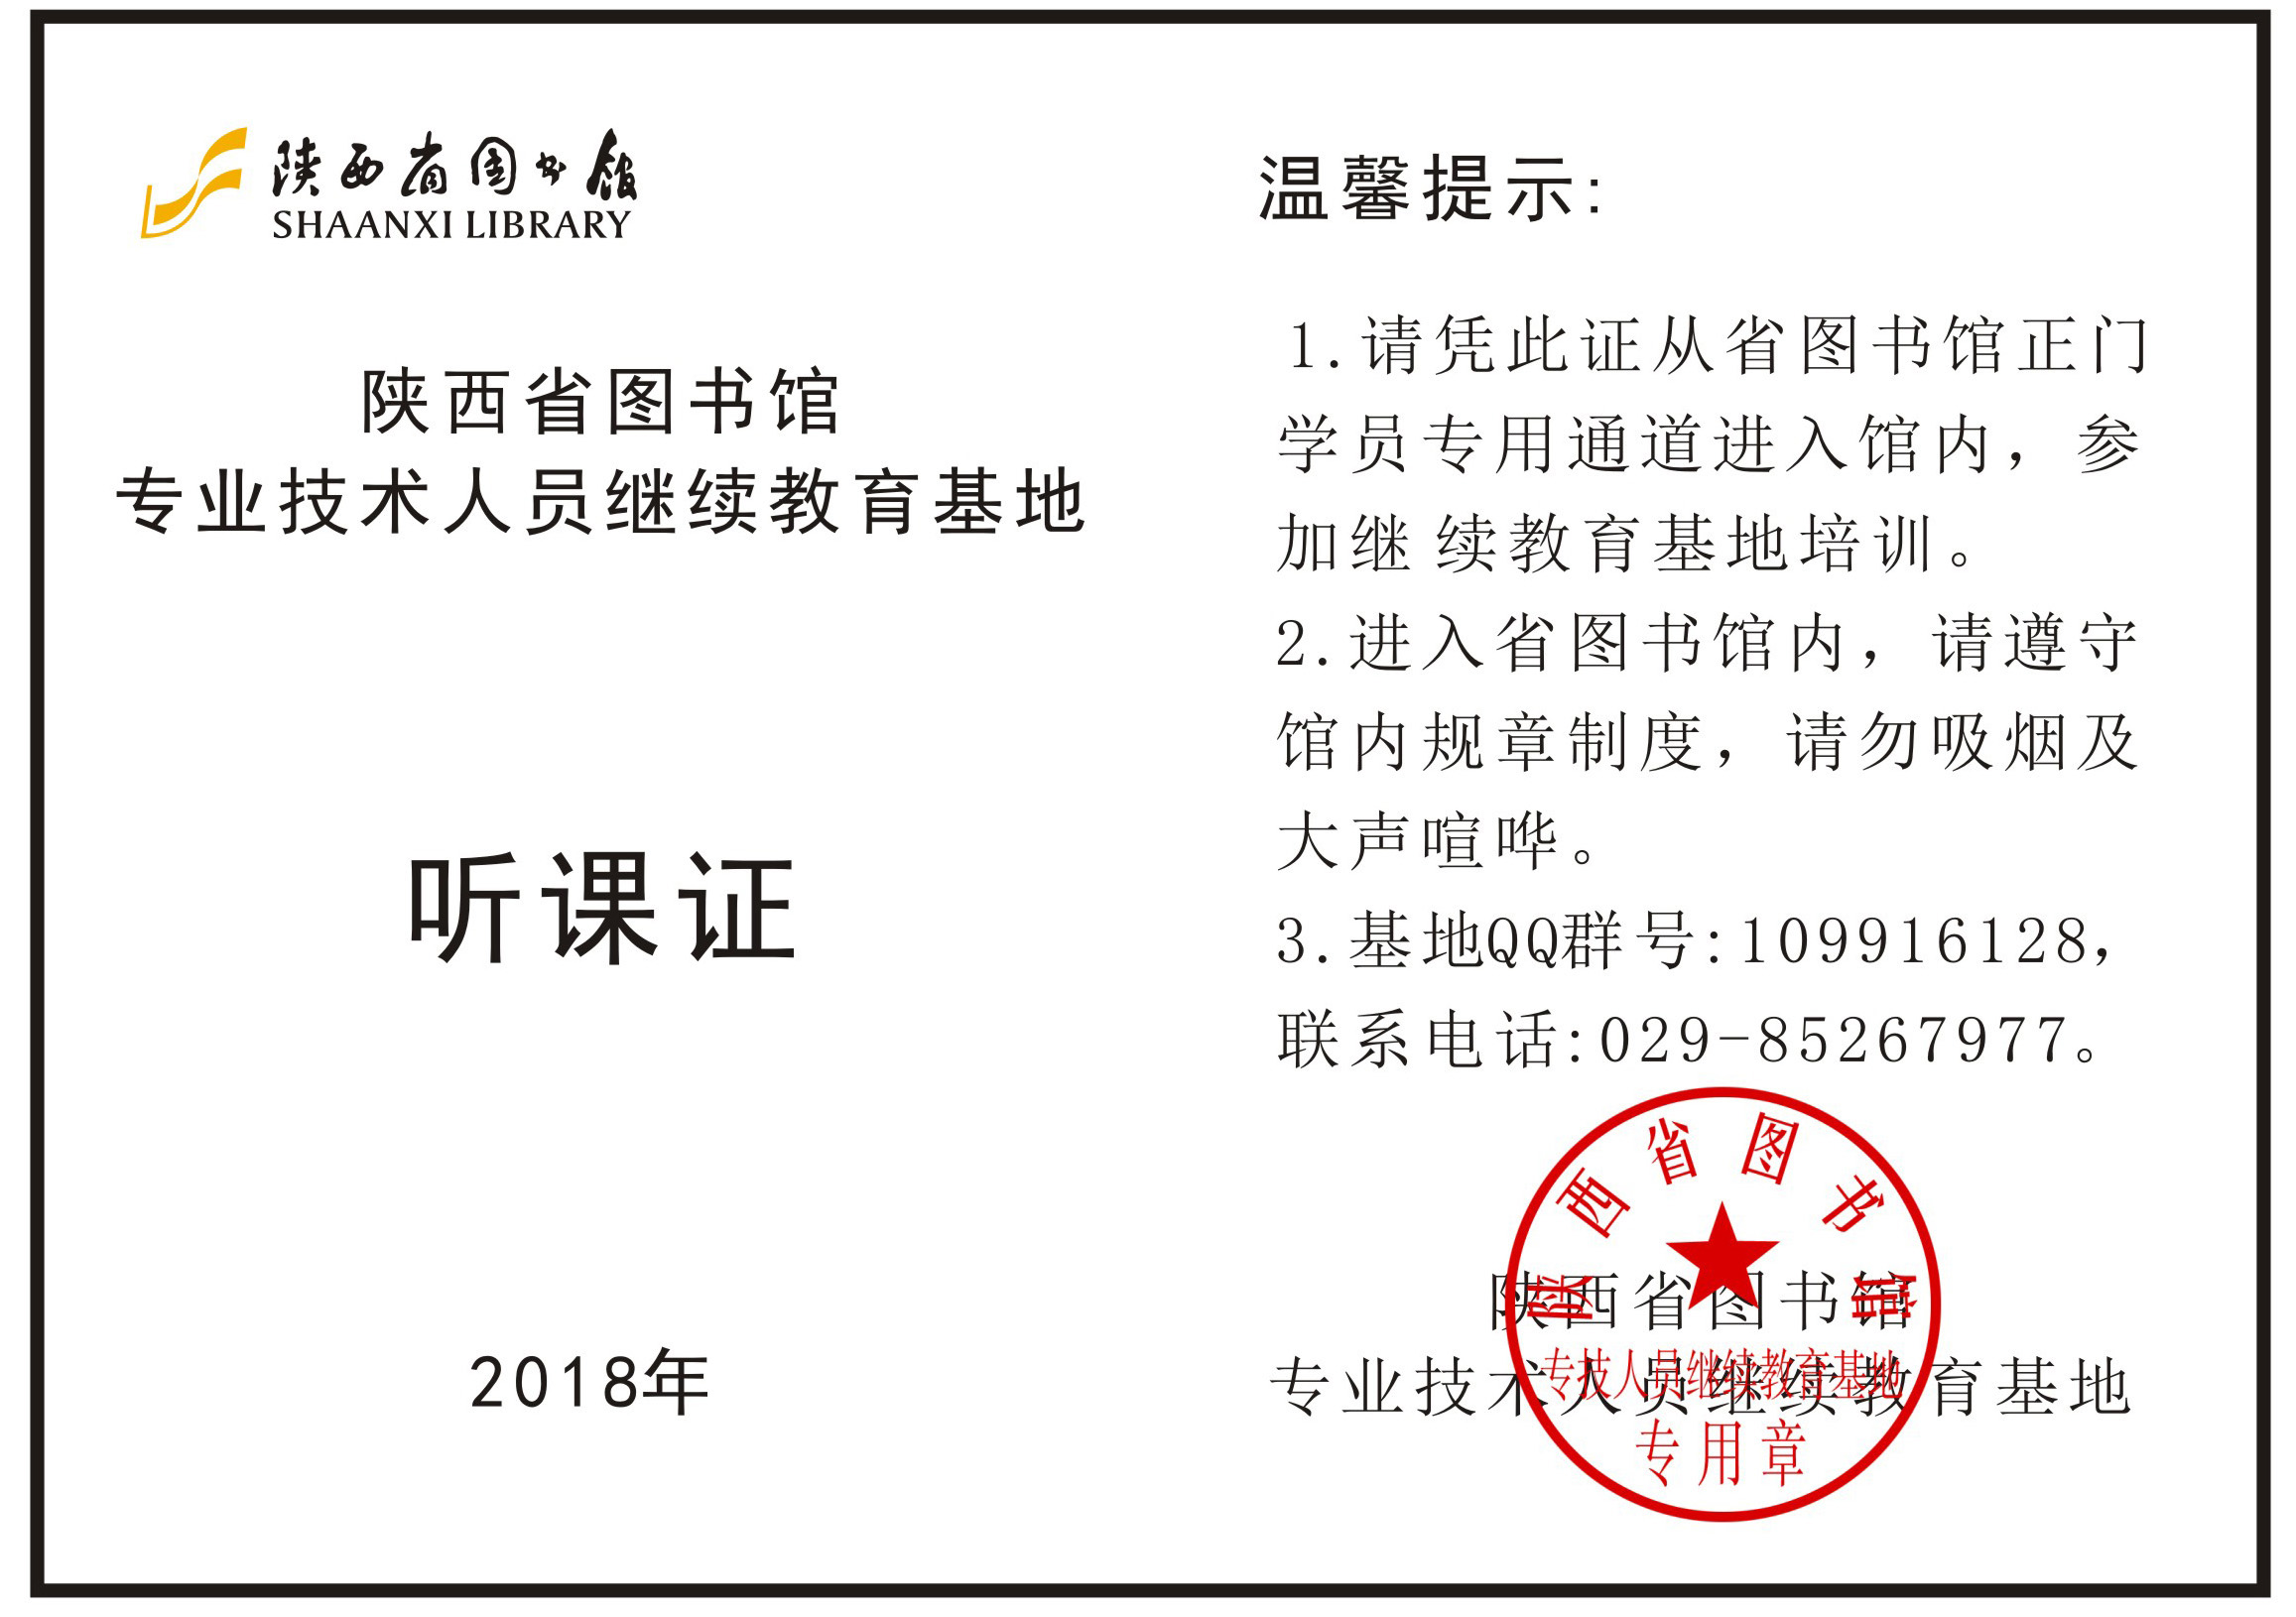 陕西省图书馆
SHAANXI LIBRARY
陕西省图书馆
专业技术人员继续教育基地
听课证
2018年
温馨提示:
1.请凭此证从省图书馆正门
学员专用通道进入馆内，参
加继 续教育基地培训。
2.进入省图书馆内，请遵守
馆内规章制度，请勿吸烟及
大声喧哗。
3.基地QQ群号:109916128，
联系电话:029-85267977。
陕西省图书馆
专业技术人员继续教育基地
陕西省图书馆
专技人员继续教育基地
专用章